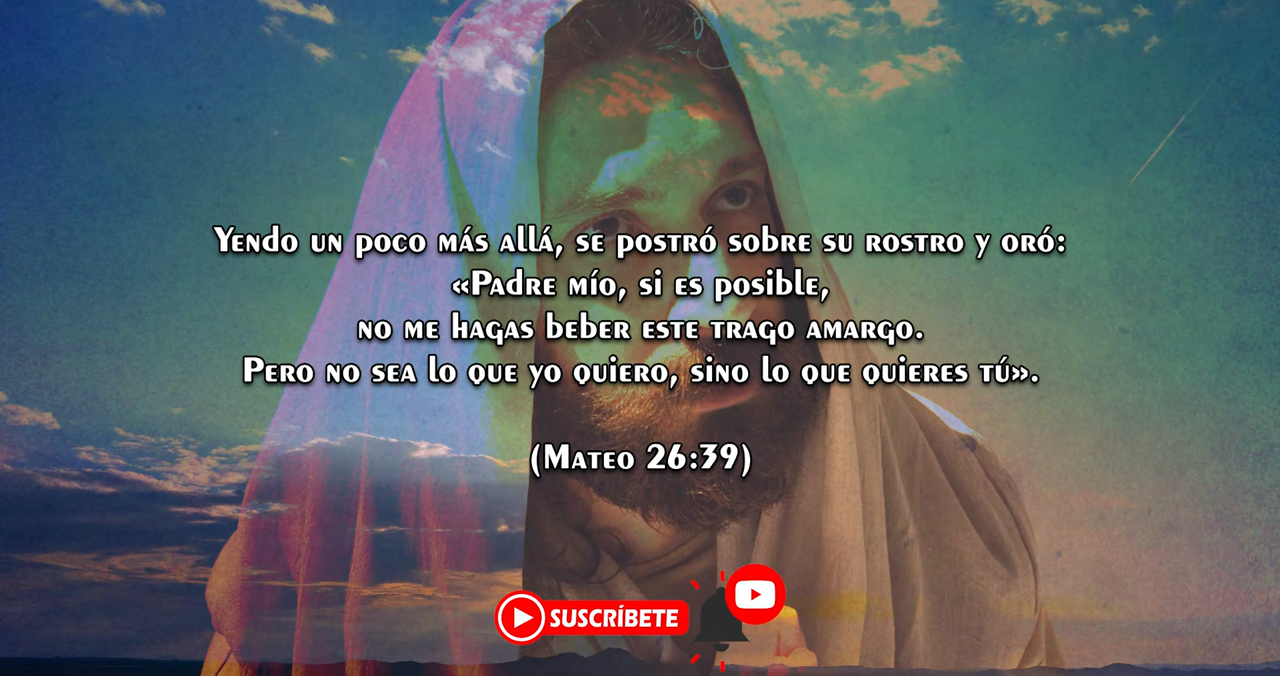 Yendo un poco más allá, se postró sobre su rostro y oró:
«Padre mío, si es posible,
no me hagas beber este trago amargo.
Pero no sea lo que yo quiero, sino lo que quieres tú».
(Mateo 26:39)
SUSCRÍBETE